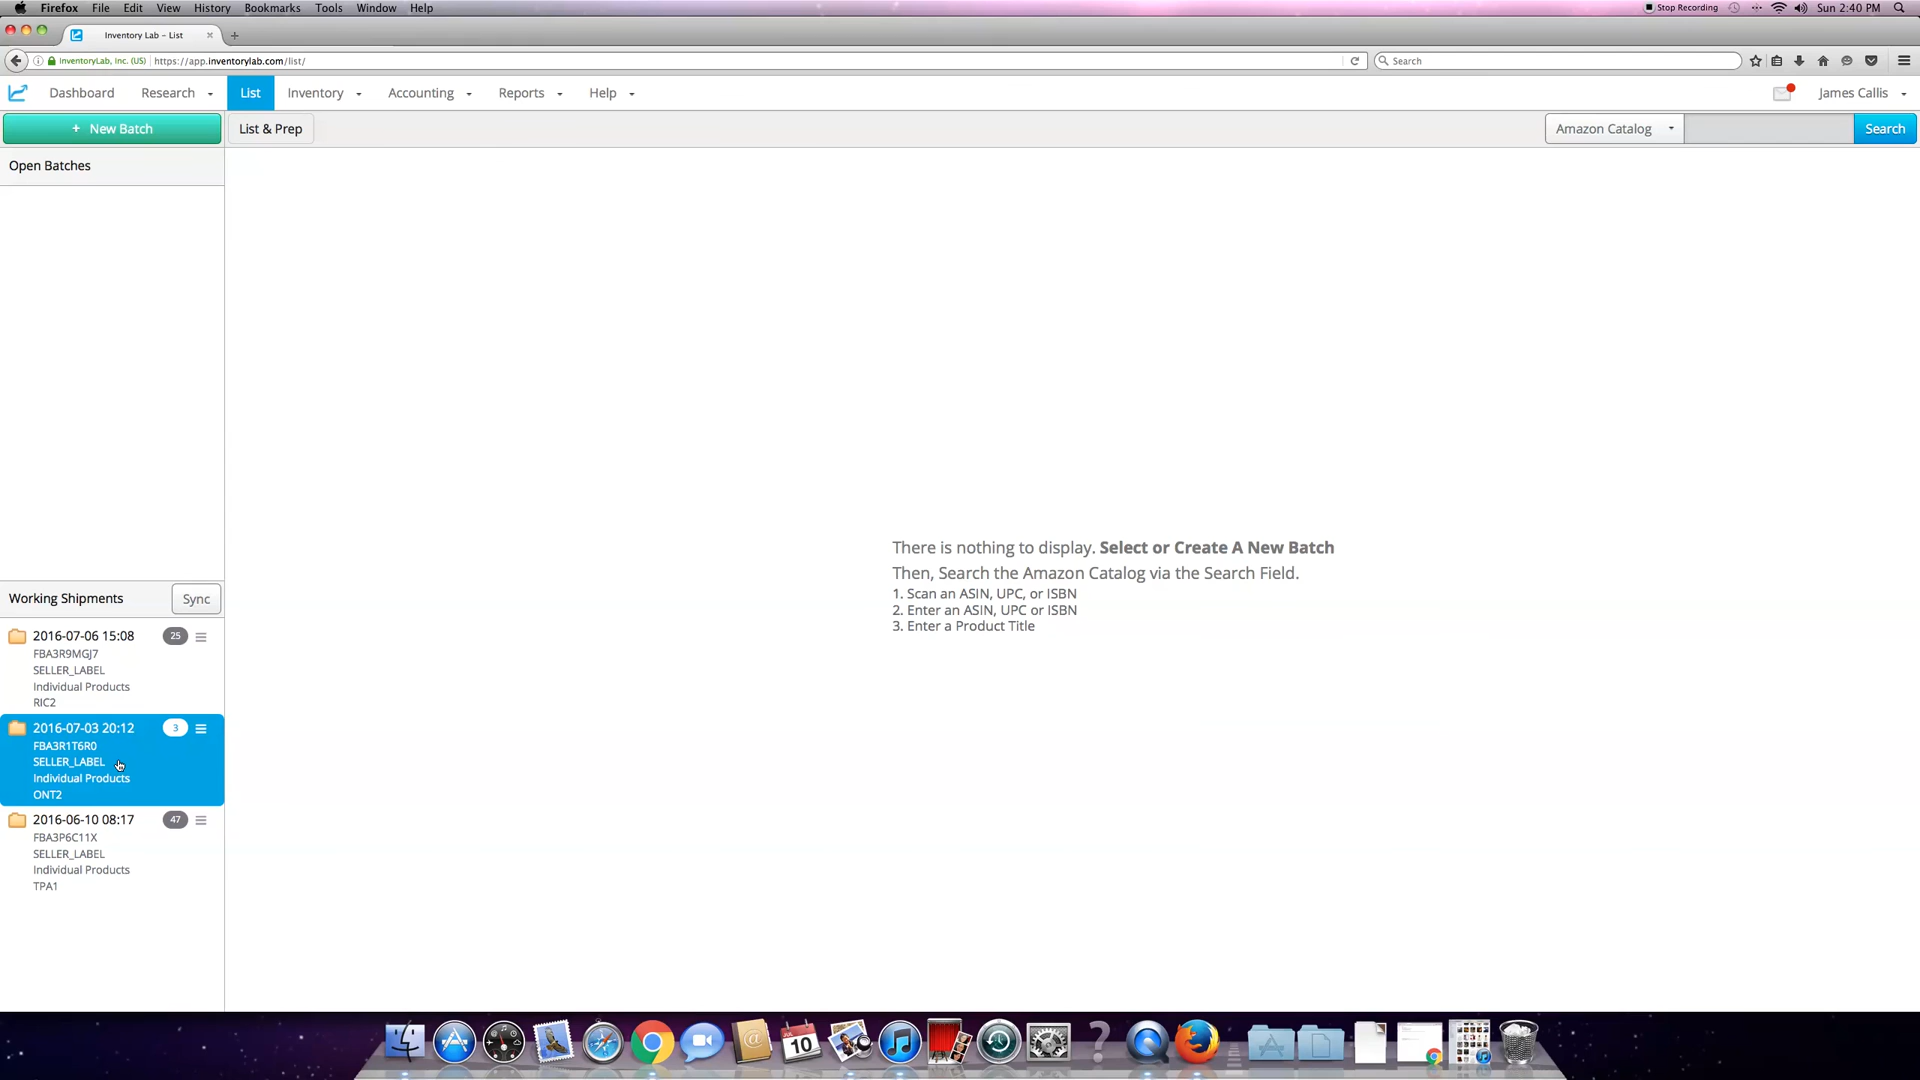 Firefox File Edit View History Bookmarks Tools Window Help Stop Recording Sun 2:40 PM
Inventory Lab – List
InventoryLab, Inc. (US) https://app.inventorylab.com/list/ Search
Dashboard Research List Inventory Accounting Reports Help James Callis
+ New Batch List & Prep Amazon Catalog Search
Open Batches
There is nothing to display. Select or Create A New Batch
Then, Search the Amazon Catalog via the Search Field.
1. Scan an ASIN, UPC, or ISBN
2. Enter an ASIN, UPC or ISBN
3. Enter a Product Title
Working Shipments Sync
2016-07-06 15:08 25
FBA3R9MGJ7
SELLER_LABEL
Individual Products
RIC2
2016-07-03 20:12 3
FBA3R1T6R0
SELLER_LABEL
Individual Products
ONT2
2016-06-10 08:17 47
FBA3P6C11X
SELLER_LABEL
Individual Products
TPA1
10